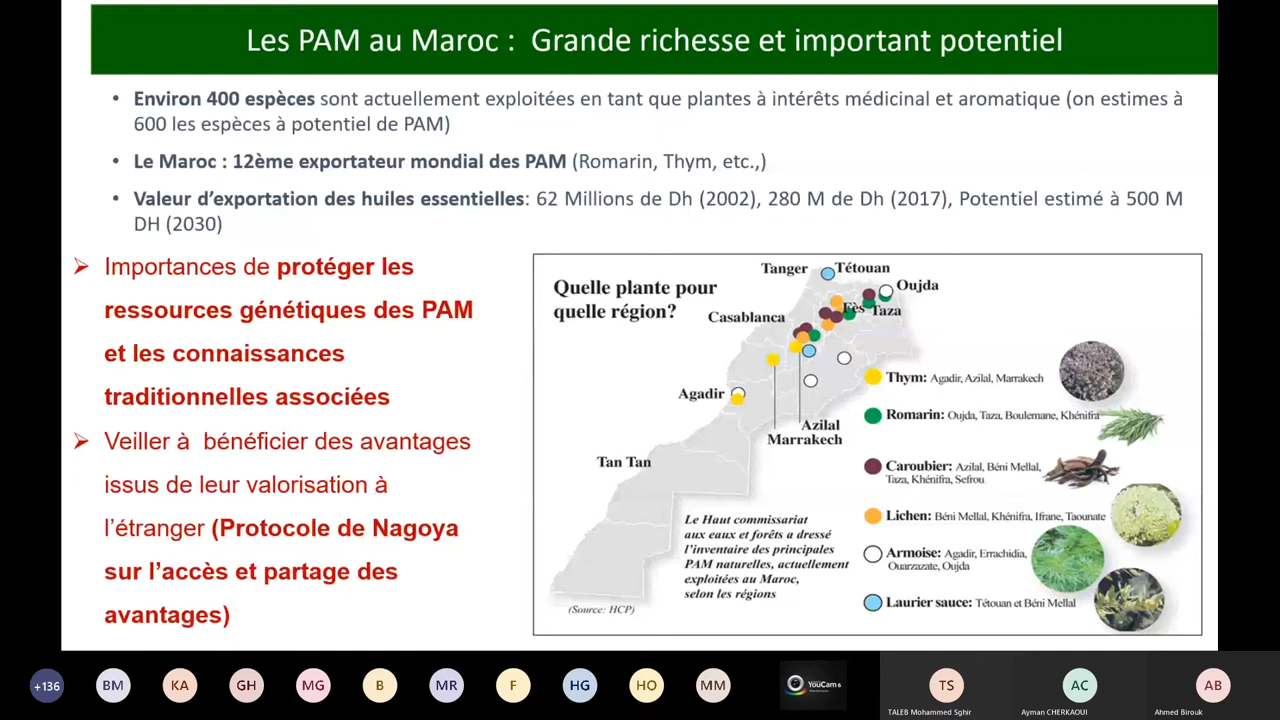 Les PAM au Maroc : Grande richesse et important potentiel
• Environ 400 espèces sont actuellement exploitées en tant que plantes à intérêts médicinal et aromatique (on estimes à
600 les espèces à potentiel de PAM)
• Le Maroc : 12ème exportateur mondial des PAM (Romarin, Thym, etc.,)
• Valeur d’exportation des huiles essentielles: 62 Millions de Dh (2002), 280 M de Dh (2017), Potentiel estimé à 500 M
DH (2030)
➢ Importances de protéger les
ressources génétiques des PAM
et les connaissances
traditionnelles associées
➢ Veiller à bénéficier des avantages
issus de leur valorisation à
l’étranger (Protocole de Nagoya
sur l’accès et partage des
avantages)
Quelle plante pour
quelle région?
Tanger
Tétouan
Oujda
Fès
Taza
Casablanca
Agadir
Azilal
Marrakech
Tan Tan
Le Haut commissariat
aux eaux et forêts a dressé
l’inventaire des principales
PAM naturelles, actuellement
exploitées au Maroc,
selon les régions
(Source: HCP)
Thym: Agadir, Azilal, Marrakech
Romarin: Oujda, Taza, Boulemane, Khénifra
Caroubier: Azilal, Béni Mellal,
Taza, Khénifra, Sefrou
Lichen: Béni Mellal, Khénifra, Ifrane, Taounate
Armoise: Agadir, Errachidia,
Ouarzazate, Oujda
Laurier sauce: Tétouan et Béni Mellal
+136
BM
KA
GH
MG
B
MR
F
HG
HO
MM
YouCam 6
TS
AC
AB
TALEB Mohammed Sghir
Ayman CHERKAOUI
Ahmed Birouk